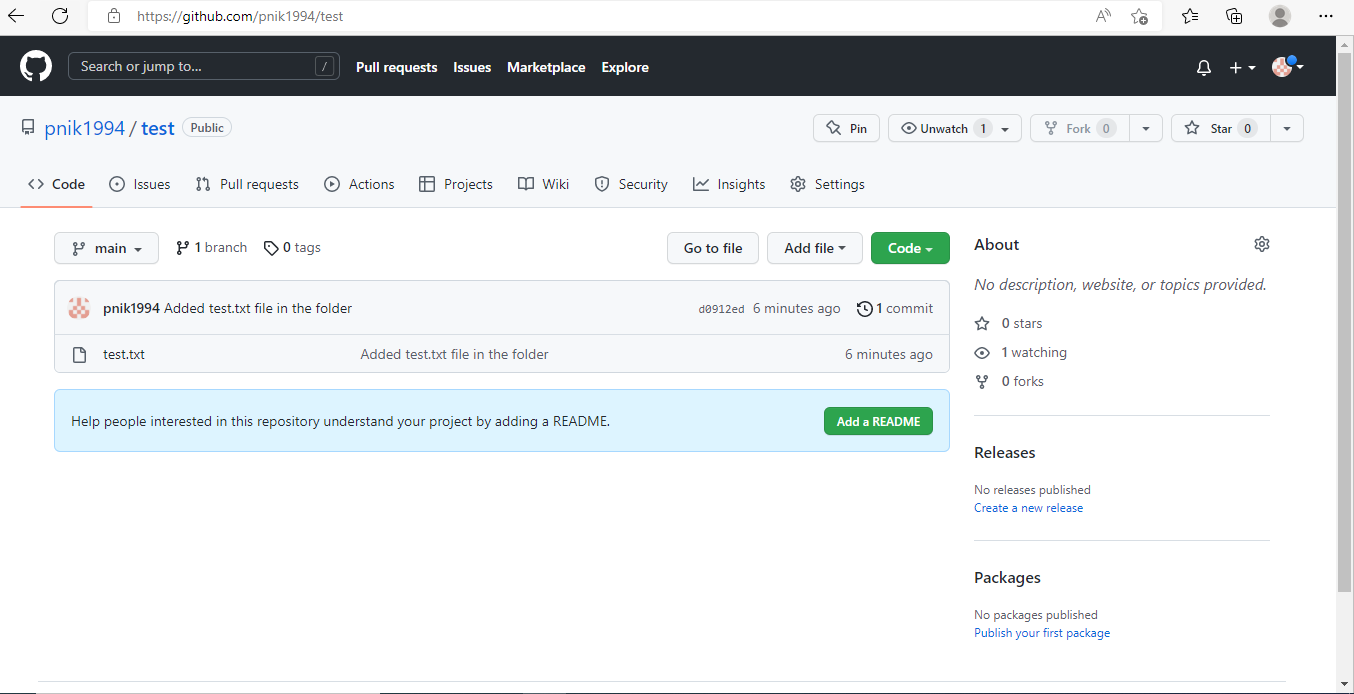 https://github.com/pnik1994/test
Search or jump to... /
Pull requests Issues Marketplace Explore
pnik1994 / test Public
Pin Unwatch 1 Fork 0 Star 0
Code Issues Pull requests Actions Projects Wiki Security Insights Settings
main 1 branch 0 tags Go to file Add file Code
pnik1994 Added test.txt file in the folder d0912ed 6 minutes ago 1 commit
test.txt Added test.txt file in the folder 6 minutes ago
Help people interested in this repository understand your project by adding a README. Add a README
About
No description, website, or topics provided.
0 stars
1 watching
0 forks
Releases
No releases published
Create a new release
Packages
No packages published
Publish your first package